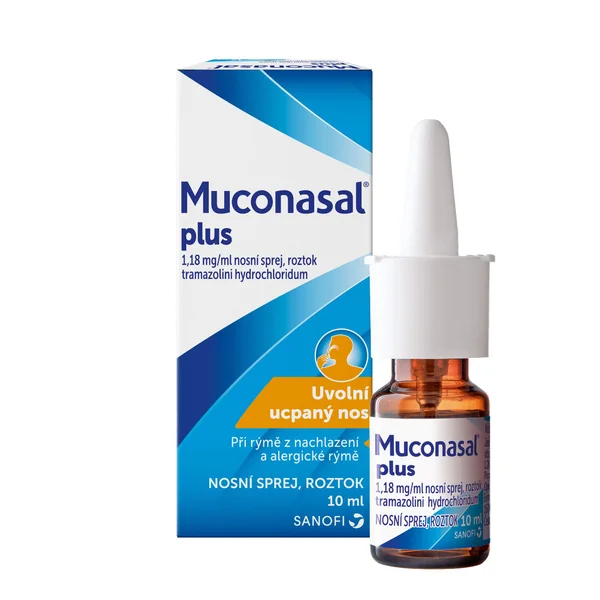 Muconasal
Muconasal®
plus
1,18 mg/ml nosní sprej, roztok
tramazolini hydrochloridum
Uvolní
ucpaný nos
Při rýmě z nachlazení
a alergické rýmě
NOSNÍ SPREJ, ROZTOK
10 ml
SANOFI
Muconasal®
plus
1,18 mg/ml nosní sprej, roztok
tramazolini hydrochloridum
NOSNÍ SPREJ, ROZTOK 10 ml
SANOFI